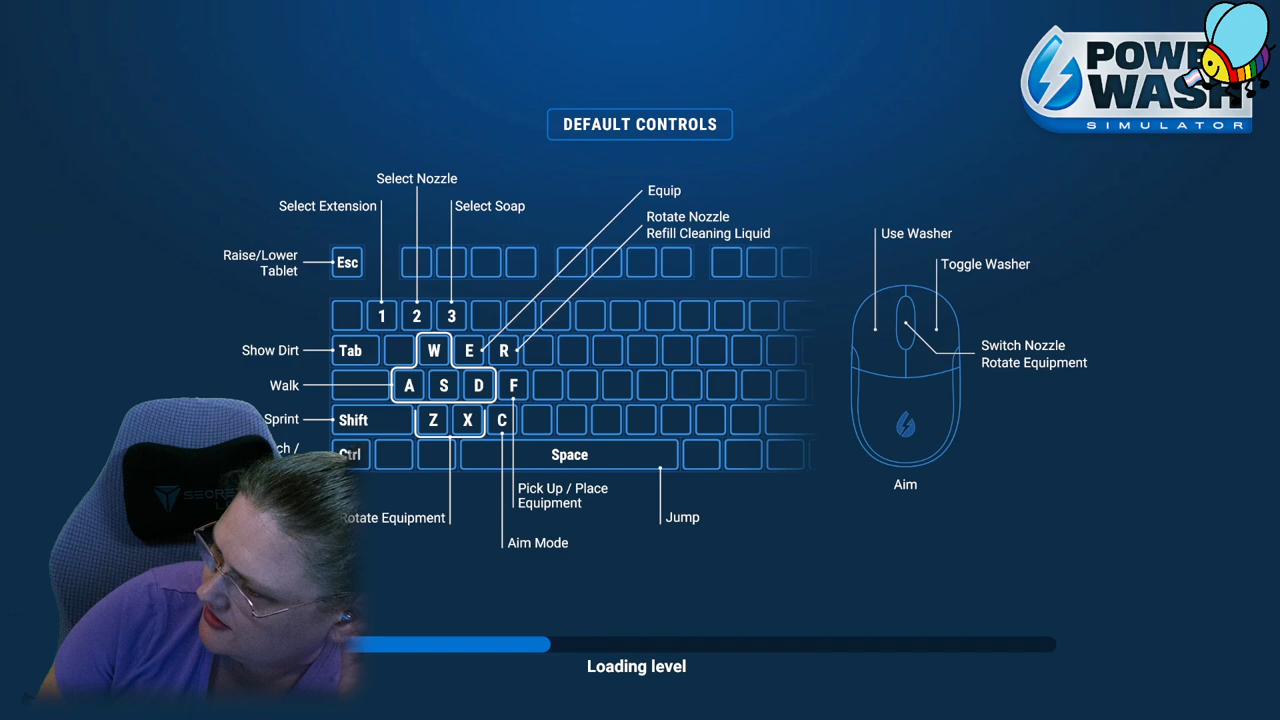 POWE
WASH
SIMULATOR
DEFAULT CONTROLS
Select Nozzle
Select Extension
Select Soap
Equip
Rotate Nozzle
Refill Cleaning Liquid
Raise/Lower
Tablet
Esc
1
2
3
Show Dirt
Tab
W
E
R
Walk
A
S
D
F
Sprint
Shift
Z
X
C
ch /
Ctrl
Space
Rotate Equipment
Pick Up / Place
Equipment
Aim Mode
Jump
Use Washer
Toggle Washer
Switch Nozzle
Rotate Equipment
Aim
Loading level